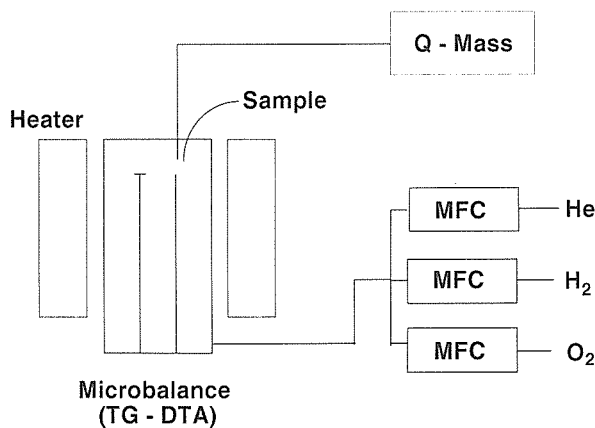 Q - Mass
Sample
Heater
MFC
He
MFC
H₂
MFC
O₂
Microbalance
(TG - DTA)